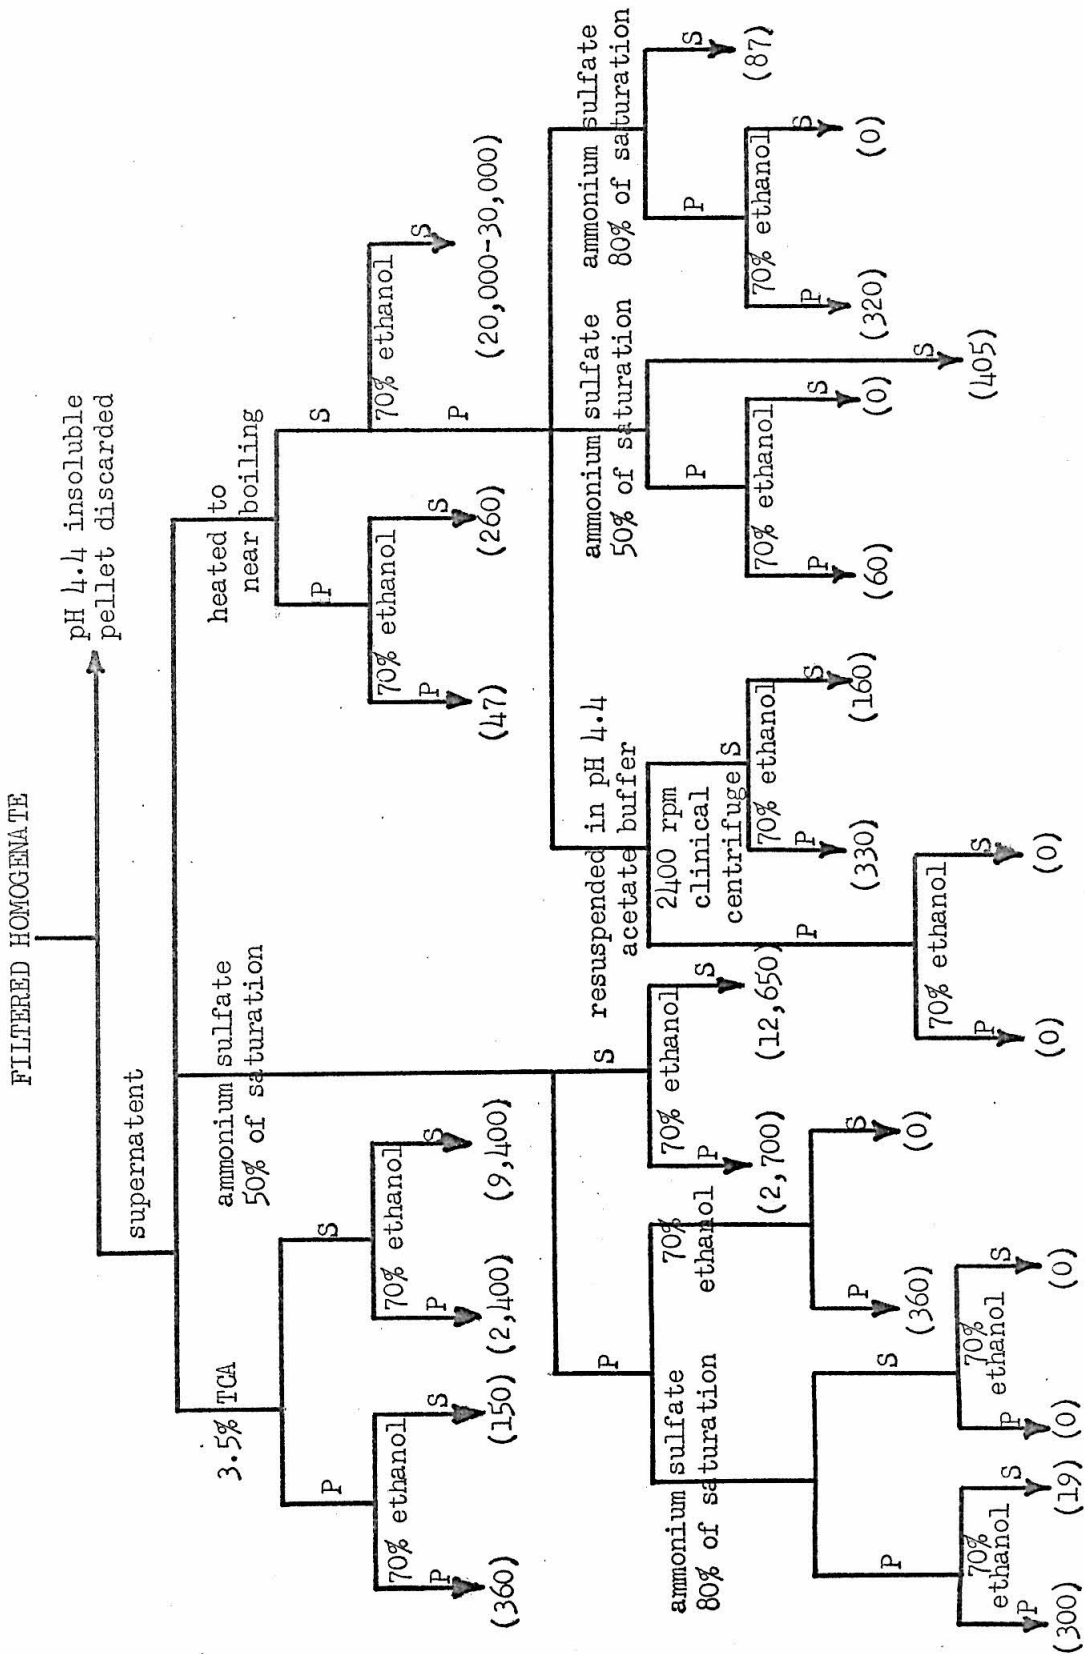 FILTERED HOMOGENATE
pH 4.4 insoluble
pellet discarded
supernatent
3.5% TCA
ammonium sulfate
50% of saturation
heated to
near boiling
P
S
P
S
70% ethanol
70% ethanol
70% ethanol
70% ethanol
P
S
P
S
P
S
P
S
(360)
(150)
(2,400)
(9,400)
(47)
(260)
(20,000-30,000)
P
S
resuspended in pH 4.4
acetate buffer
ammonium sulfate
50% of saturation
ammonium sulfate
80% of saturation
ammonium sulfate
80% of saturation
70%
ethanol
70% ethanol
P
S
(2,700)
(12,650)
2400 rpm
clinical
centrifuge
P
S
P
P
S
(87)
70% ethanol
70% ethanol
70% ethanol
P
S
P
S
P
S
(330)
(160)
(60)
(0)
(320)
(0)
S
(405)
P
S
(360)
(0)
P
S
70%
ethanol
70%
ethanol
70% ethanol
P
S
P
S
P
S
(300)
(19)
(0)
(0)
(0)
(0)